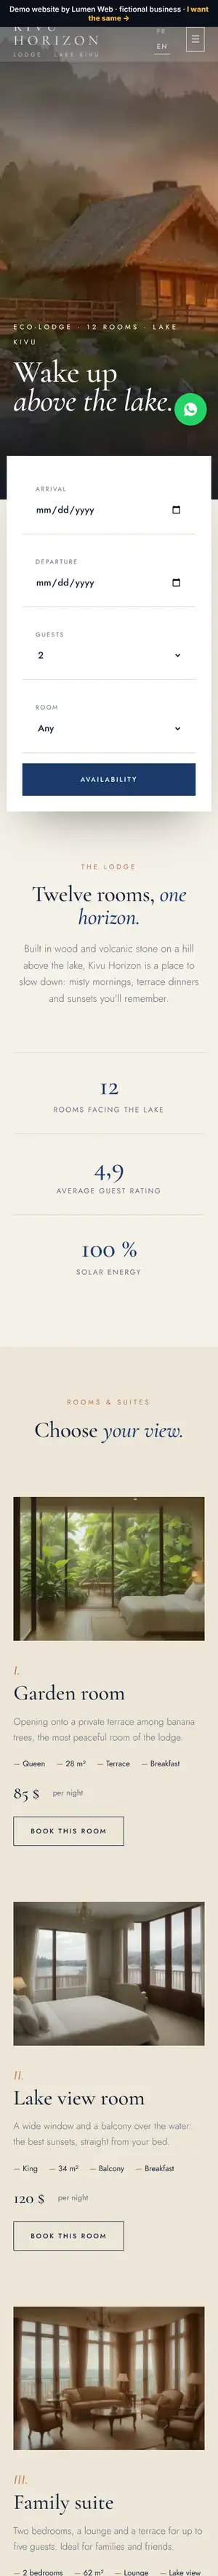 Demo website by Lumen Web · fictional business · I want
the same →
KIVU
HORIZON
LODGE · LAKE KIVU
FR
EN
ECO-LODGE · 12 ROOMS · LAKE
KIVU
Wake up
above the lake.
ARRIVAL
mm/dd/yyyy
DEPARTURE
mm/dd/yyyy
GUESTS
2
ROOM
Any
AVAILABILITY
THE LODGE
Twelve rooms, one
horizon.
Built in wood and volcanic stone on a hill
above the lake, Kivu Horizon is a place to
slow down: misty mornings, terrace dinners
and sunsets you'll remember.
12
ROOMS FACING THE LAKE
4,9
AVERAGE GUEST RATING
100 %
SOLAR ENERGY
ROOMS & SUITES
Choose your view.
I.
Garden room
Opening onto a private terrace among banana
trees, the most peaceful room of the lodge.
— Queen — 28 m² — Terrace — Breakfast
85 $ per night
BOOK THIS ROOM
II.
Lake view room
A wide window and a balcony over the water:
the best sunsets, straight from your bed.
— King — 34 m² — Balcony — Breakfast
120 $ per night
BOOK THIS ROOM
III.
Family suite
Two bedrooms, a lounge and a terrace for up to
five guests. Ideal for families and friends.
— 2 bedrooms — 62 m² — Lounge — Lake view